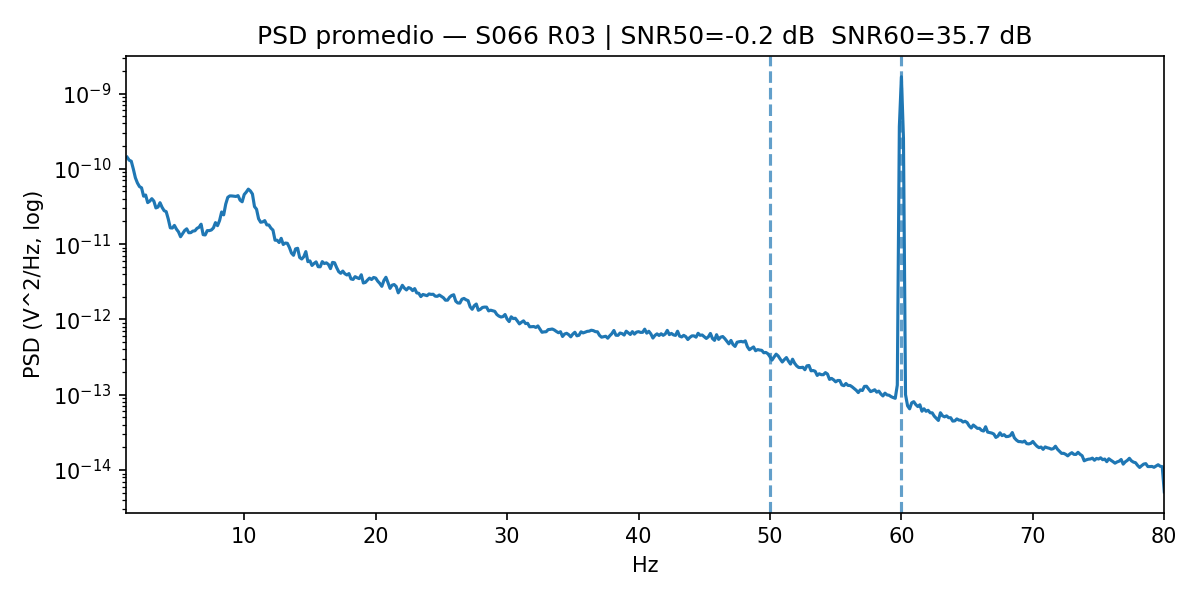 PSD promedio — S066 R03 | SNR50=-0.2 dB  SNR60=35.7 dB
PSD (V^2/Hz, log)
10⁻⁹
10⁻¹⁰
10⁻¹¹
10⁻¹²
10⁻¹³
10⁻¹⁴
10 20 30 40 50 60 70 80
Hz